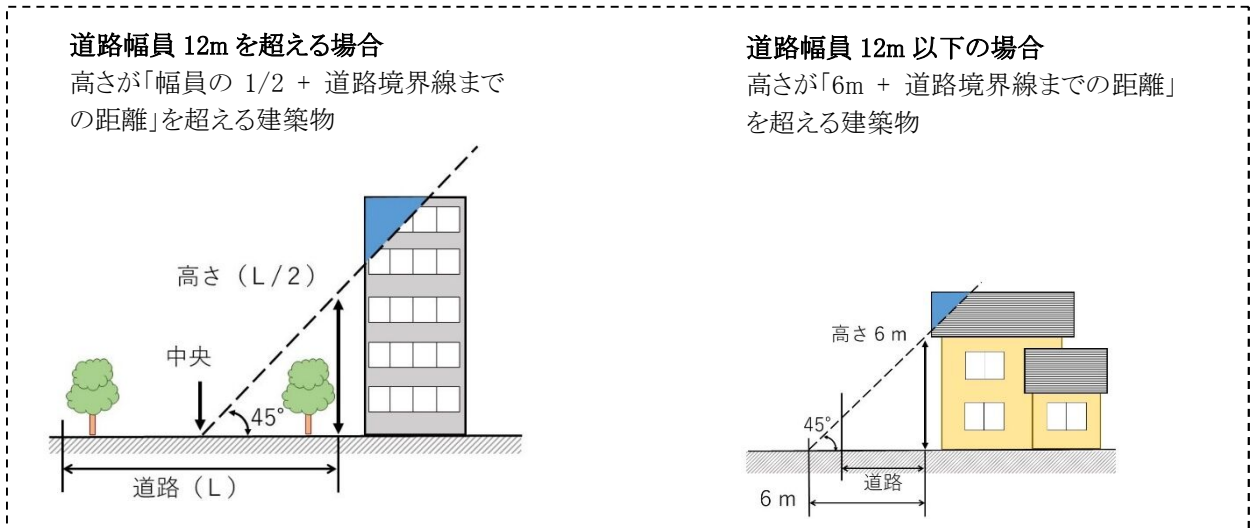 道路幅員 12m を超える場合
高さが「幅員の 1/2 + 道路境界線まで
の距離」を超える建築物
高さ（L/2）
中央
45°
道路（L）
道路幅員 12m 以下の場合
高さが「6m + 道路境界線までの距離」
を超える建築物
高さ 6 m
45°
道路
6 m